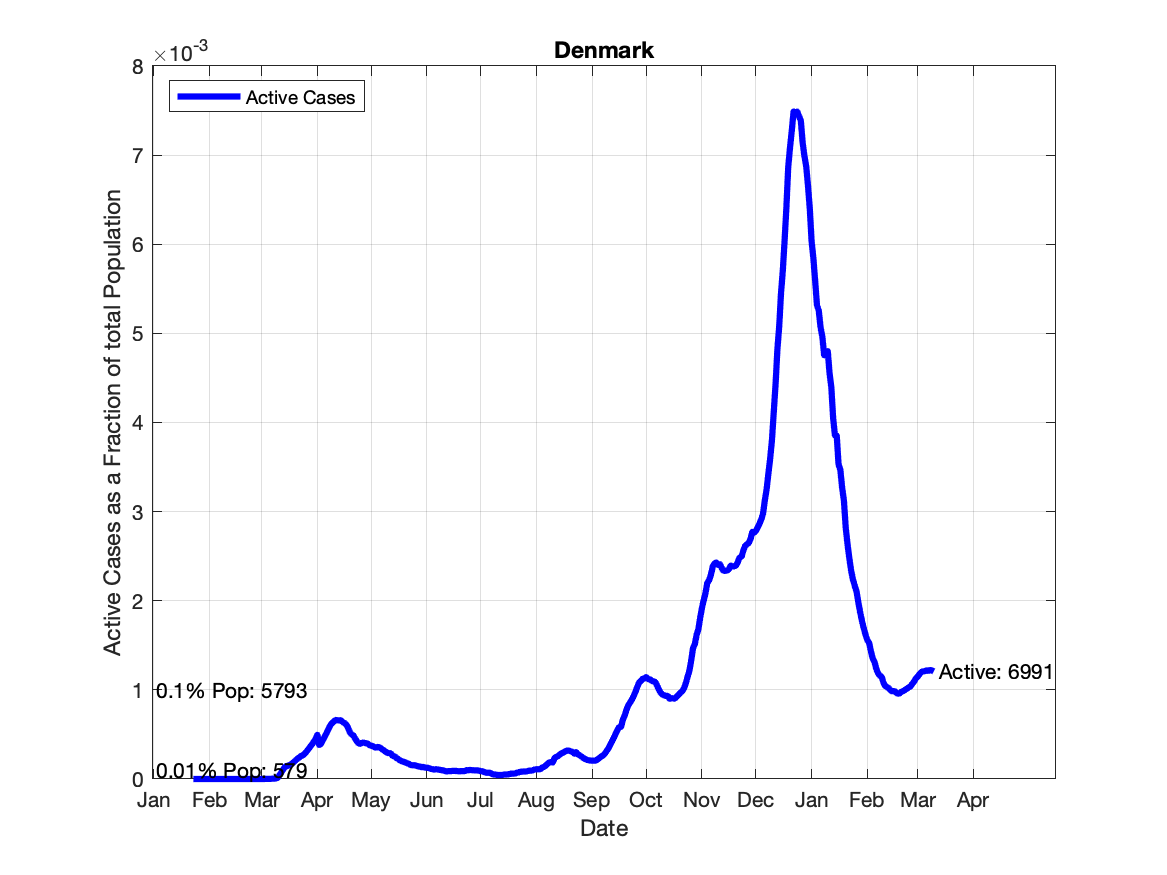 Denmark
×10-3
Active Cases
8
7
6
5
4
3
2
1
0
Active Cases as a Fraction of total Population
0.1% Pop: 5793
0.01% Pop: 579
Active: 6991
Jan Feb Mar Apr May Jun Jul Aug Sep Oct Nov Dec Jan Feb Mar Apr
Date